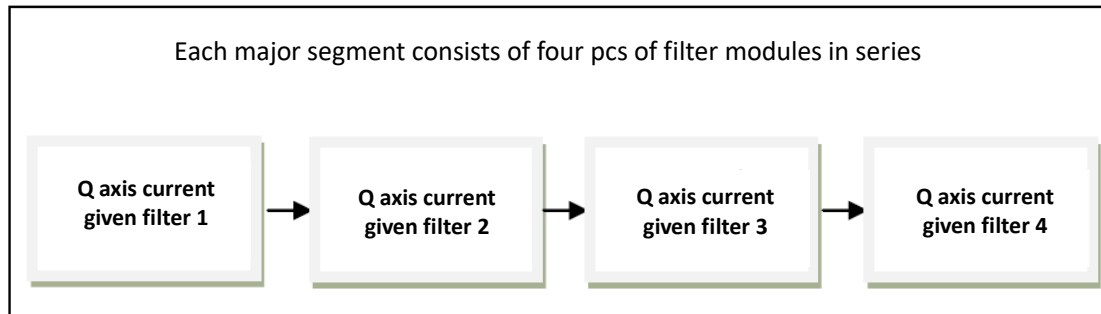 Each major segment consists of four pcs of filter modules in series
Q axis current
given filter 1
Q axis current
given filter 2
Q axis current
given filter 3
Q axis current
given filter 4